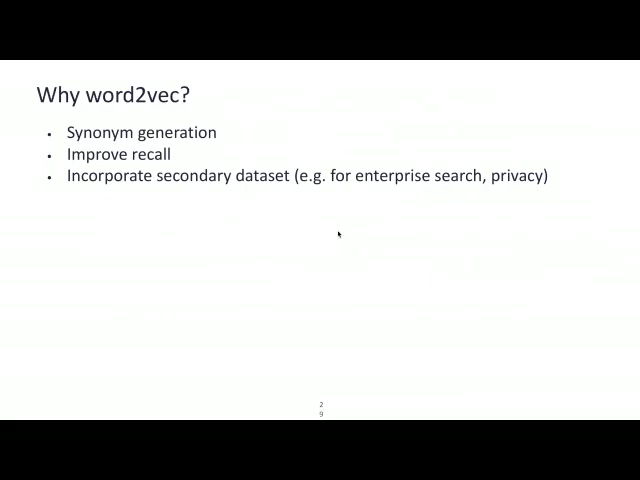 Why word2vec?
• Synonym generation
• Improve recall
• Incorporate secondary dataset (e.g. for enterprise search, privacy)
2
9